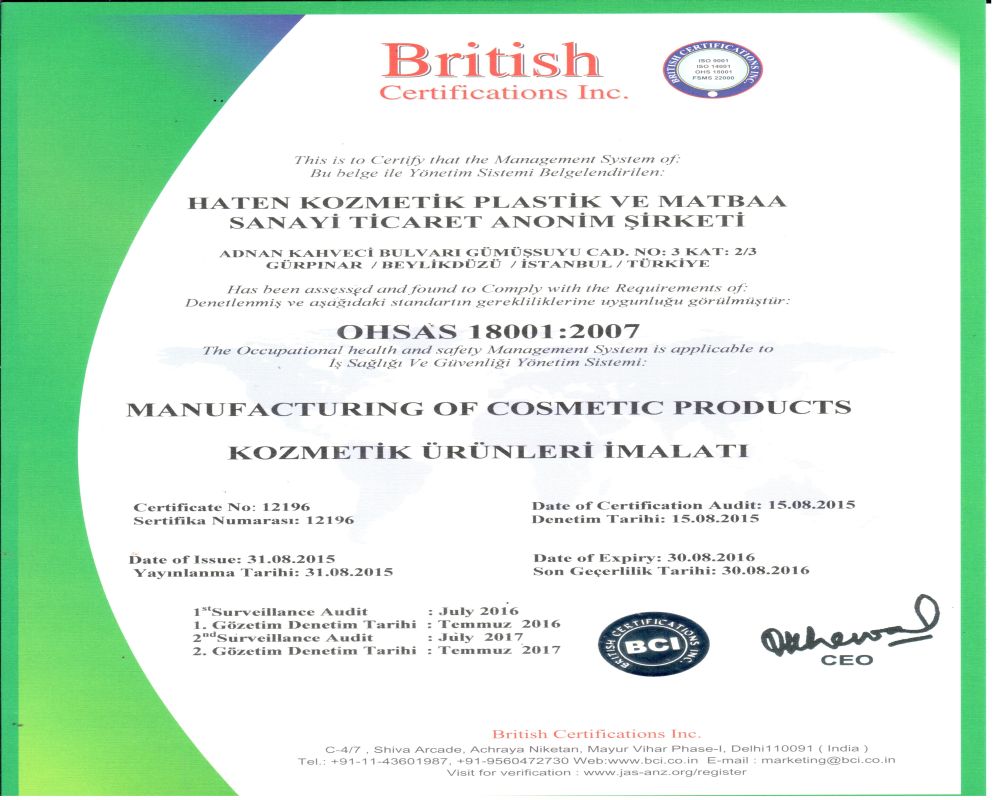 British
Certifications Inc.
BRITISH CERTIFICATIONS INC.
ISO 9001
ISO 14001
OHS 18001
FSMS 22000
This is to Certify that the Management System of:
Bu belge ile Yönetim Sistemi Belgelendirilen:
HATEN KOZMETİK PLASTİK VE MATBAA
SANAYİ TİCARET ANONİM ŞİRKETİ
ADNAN KAHVECİ BULVARI GÜMÜŞSUYU CAD. NO: 3 KAT: 2/3
GÜRPINAR / BEYLİKDÜZÜ / İSTANBUL / TÜRKİYE
Has been assessed and found to Comply with the Requirements of:
Denetlenmiş ve aşağıdaki standartın gerekliliklerine uygunluğu görülmüştür:
OHSAS 18001:2007
The Occupational health and safety Management System is applicable to
İş Sağlığı Ve Güvenliği Yönetim Sistemi:
MANUFACTURING OF COSMETIC PRODUCTS
KOZMETİK ÜRÜNLERİ İMALATI
Certificate No: 12196
Sertifika Numarası: 12196
Date of Certification Audit: 15.08.2015
Denetim Tarihi: 15.08.2015
Date of Issue: 31.08.2015
Yayınlanma Tarihi: 31.08.2015
Date of Expiry: 30.08.2016
Son Geçerlilik Tarihi: 30.08.2016
1st Surveillance Audit : July 2016
1. Gözetim Denetim Tarihi : Temmuz 2016
2nd Surveillance Audit : July 2017
2. Gözetim Denetim Tarihi : Temmuz 2017
BRITISH CERTIFICATIONS INC.
BCI
CEO
British Certifications Inc.
C-4/7 , Shiva Arcade, Achraya Niketan, Mayur Vihar Phase-I, Delhi110091 ( India )
Tel.: +91-11-43601987, +91-9560472730 Web:www.bci.co.in E-mail : marketing@bci.co.in
Visit for verification : www.jas-anz.org/register